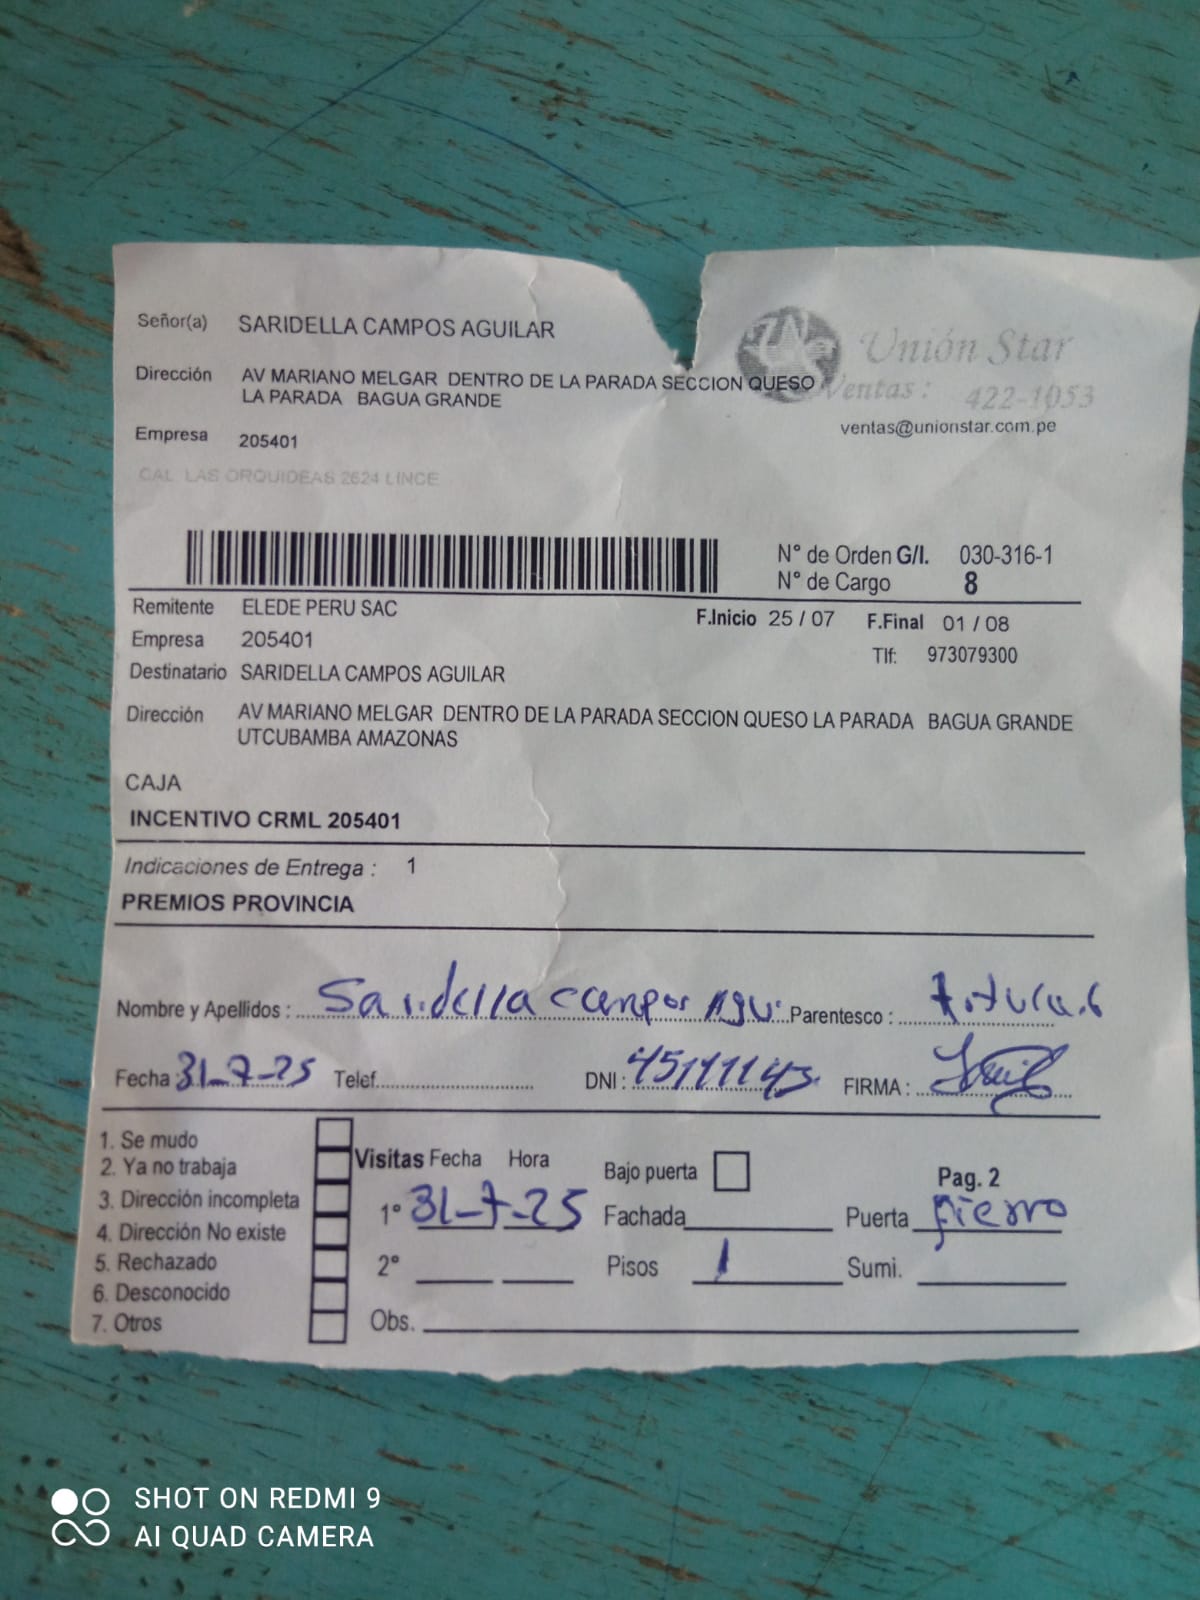 Señor(a) SARIDELLA CAMPOS AGUILAR
Unión Star
Dirección AV MARIANO MELGAR DENTRO DE LA PARADA SECCION QUESO
Ventas: 422-1053
LA PARADA BAGUA GRANDE
ventas@unionstar.com.pe
Empresa 205401
CAL LAS ORQUIDEAS 2624 LINCE
N° de Orden G/I. 030-316-1
N° de Cargo 8
Remitente ELEDE PERU SAC
F.Inicio 25 / 07 F.Final 01 / 08
Empresa 205401
Tlf: 973079300
Destinatario SARIDELLA CAMPOS AGUILAR
Dirección AV MARIANO MELGAR DENTRO DE LA PARADA SECCION QUESO LA PARADA BAGUA GRANDE
UTCUBAMBA AMAZONAS
CAJA
INCENTIVO CRML 205401
Indicaciones de Entrega : 1
PREMIOS PROVINCIA
Nombre y Apellidos : Saridella campos Agui Parentesco :
Fecha 31-7-25 Telef. DNI : FIRMA :
1. Se mudo
2. Ya no trabaja
3. Dirección incompleta
4. Dirección No existe
5. Rechazado
6. Desconocido
7. Otros
Visitas Fecha Hora
Bajo puerta
Pag. 2
1° 31-7-25 Fachada Puerta fierro
2° Pisos 1 Sumi.
Obs.
SHOT ON REDMI 9
AI QUAD CAMERA